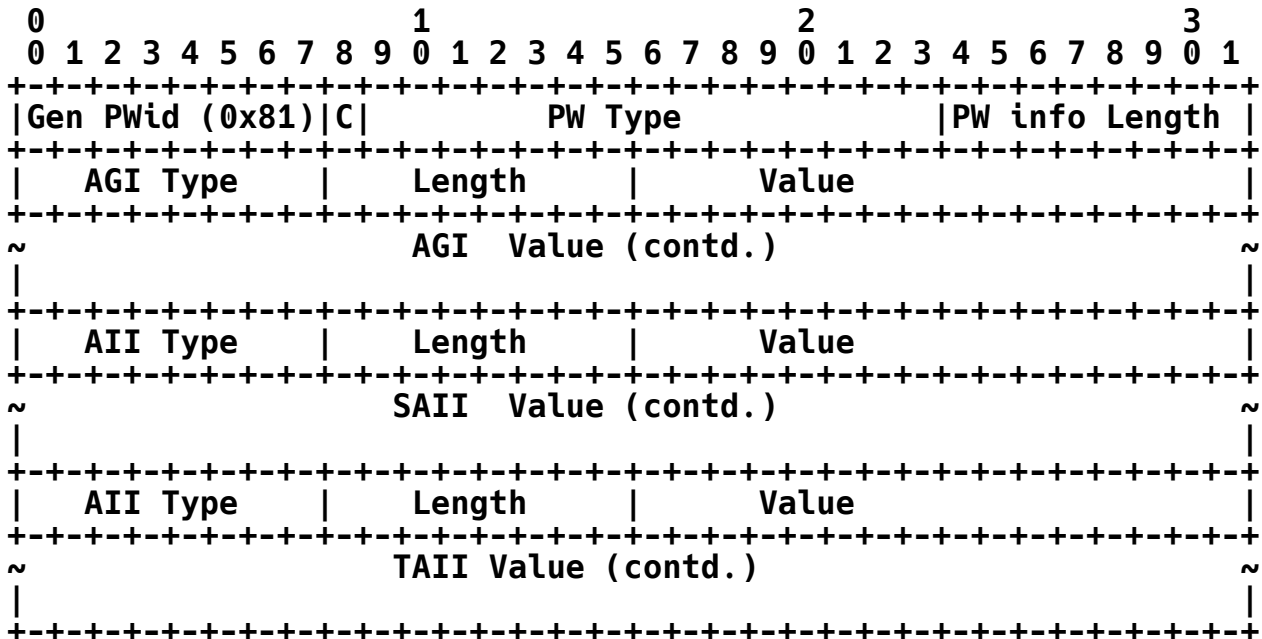 0                   1                   2                   3
 0 1 2 3 4 5 6 7 8 9 0 1 2 3 4 5 6 7 8 9 0 1 2 3 4 5 6 7 8 9 0 1
+-+-+-+-+-+-+-+-+-+-+-+-+-+-+-+-+-+-+-+-+-+-+-+-+-+-+-+-+-+-+-+-+
|Gen PWid (0x81)|C|         PW Type             |PW info Length |
+-+-+-+-+-+-+-+-+-+-+-+-+-+-+-+-+-+-+-+-+-+-+-+-+-+-+-+-+-+-+-+-+
|   AGI Type    |    Length     |      Value                    |
+-+-+-+-+-+-+-+-+-+-+-+-+-+-+-+-+-+-+-+-+-+-+-+-+-+-+-+-+-+-+-+-+
~                    AGI  Value (contd.)                        ~
|                                                               |
+-+-+-+-+-+-+-+-+-+-+-+-+-+-+-+-+-+-+-+-+-+-+-+-+-+-+-+-+-+-+-+-+
|   AII Type    |    Length     |      Value                    |
+-+-+-+-+-+-+-+-+-+-+-+-+-+-+-+-+-+-+-+-+-+-+-+-+-+-+-+-+-+-+-+-+
~                   SAII  Value (contd.)                        ~
|                                                               |
+-+-+-+-+-+-+-+-+-+-+-+-+-+-+-+-+-+-+-+-+-+-+-+-+-+-+-+-+-+-+-+-+
|   AII Type    |    Length     |      Value                    |
+-+-+-+-+-+-+-+-+-+-+-+-+-+-+-+-+-+-+-+-+-+-+-+-+-+-+-+-+-+-+-+-+
~                   TAII Value (contd.)                         ~
|                                                               |
+-+-+-+-+-+-+-+-+-+-+-+-+-+-+-+-+-+-+-+-+-+-+-+-+-+-+-+-+-+-+-+-+